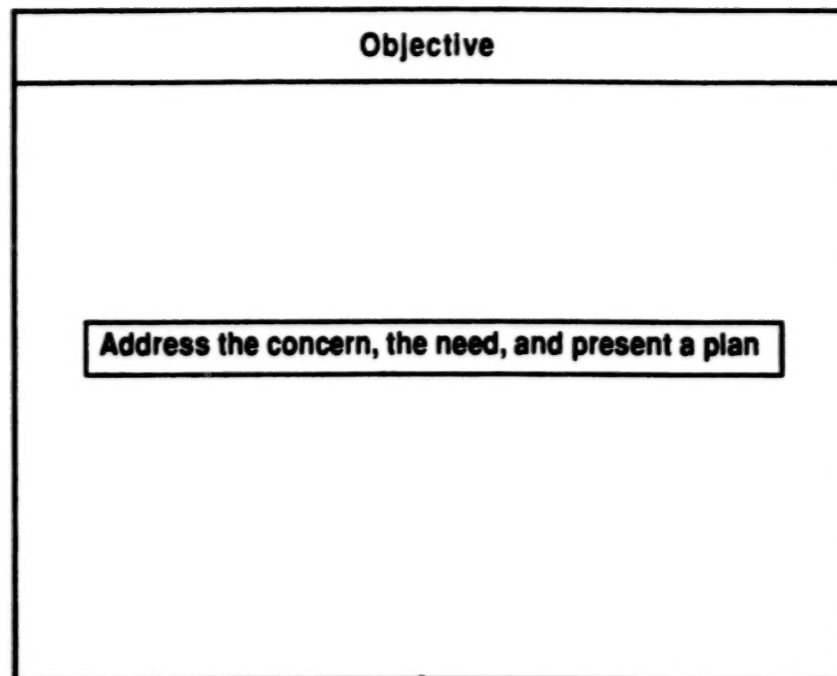 Objective
Address the concern, the need, and present a plan